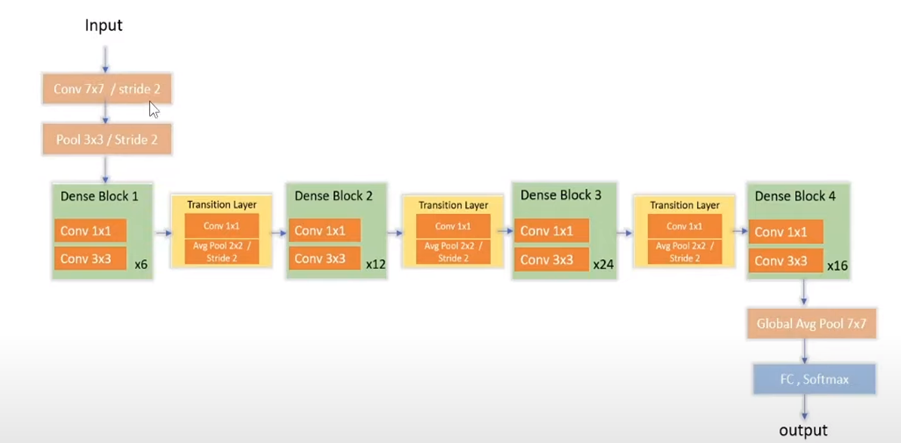 Input
Conv 7x7 / stride 2
Pool 3x3 / Stride 2
Dense Block 1
Conv 1x1
Conv 3x3
x6
Transition Layer
Conv 1x1
Avg Pool 2x2 /
Stride 2
Dense Block 2
Conv 1x1
Conv 3x3
x12
Transition Layer
Conv 1x1
Avg Pool 2x2 /
Stride 2
Dense Block 3
Conv 1x1
Conv 3x3
x24
Transition Layer
Conv 1x1
Avg Pool 2x2 /
Stride 2
Dense Block 4
Conv 1x1
Conv 3x3
x16
Global Avg Pool 7x7
FC , Softmax
output